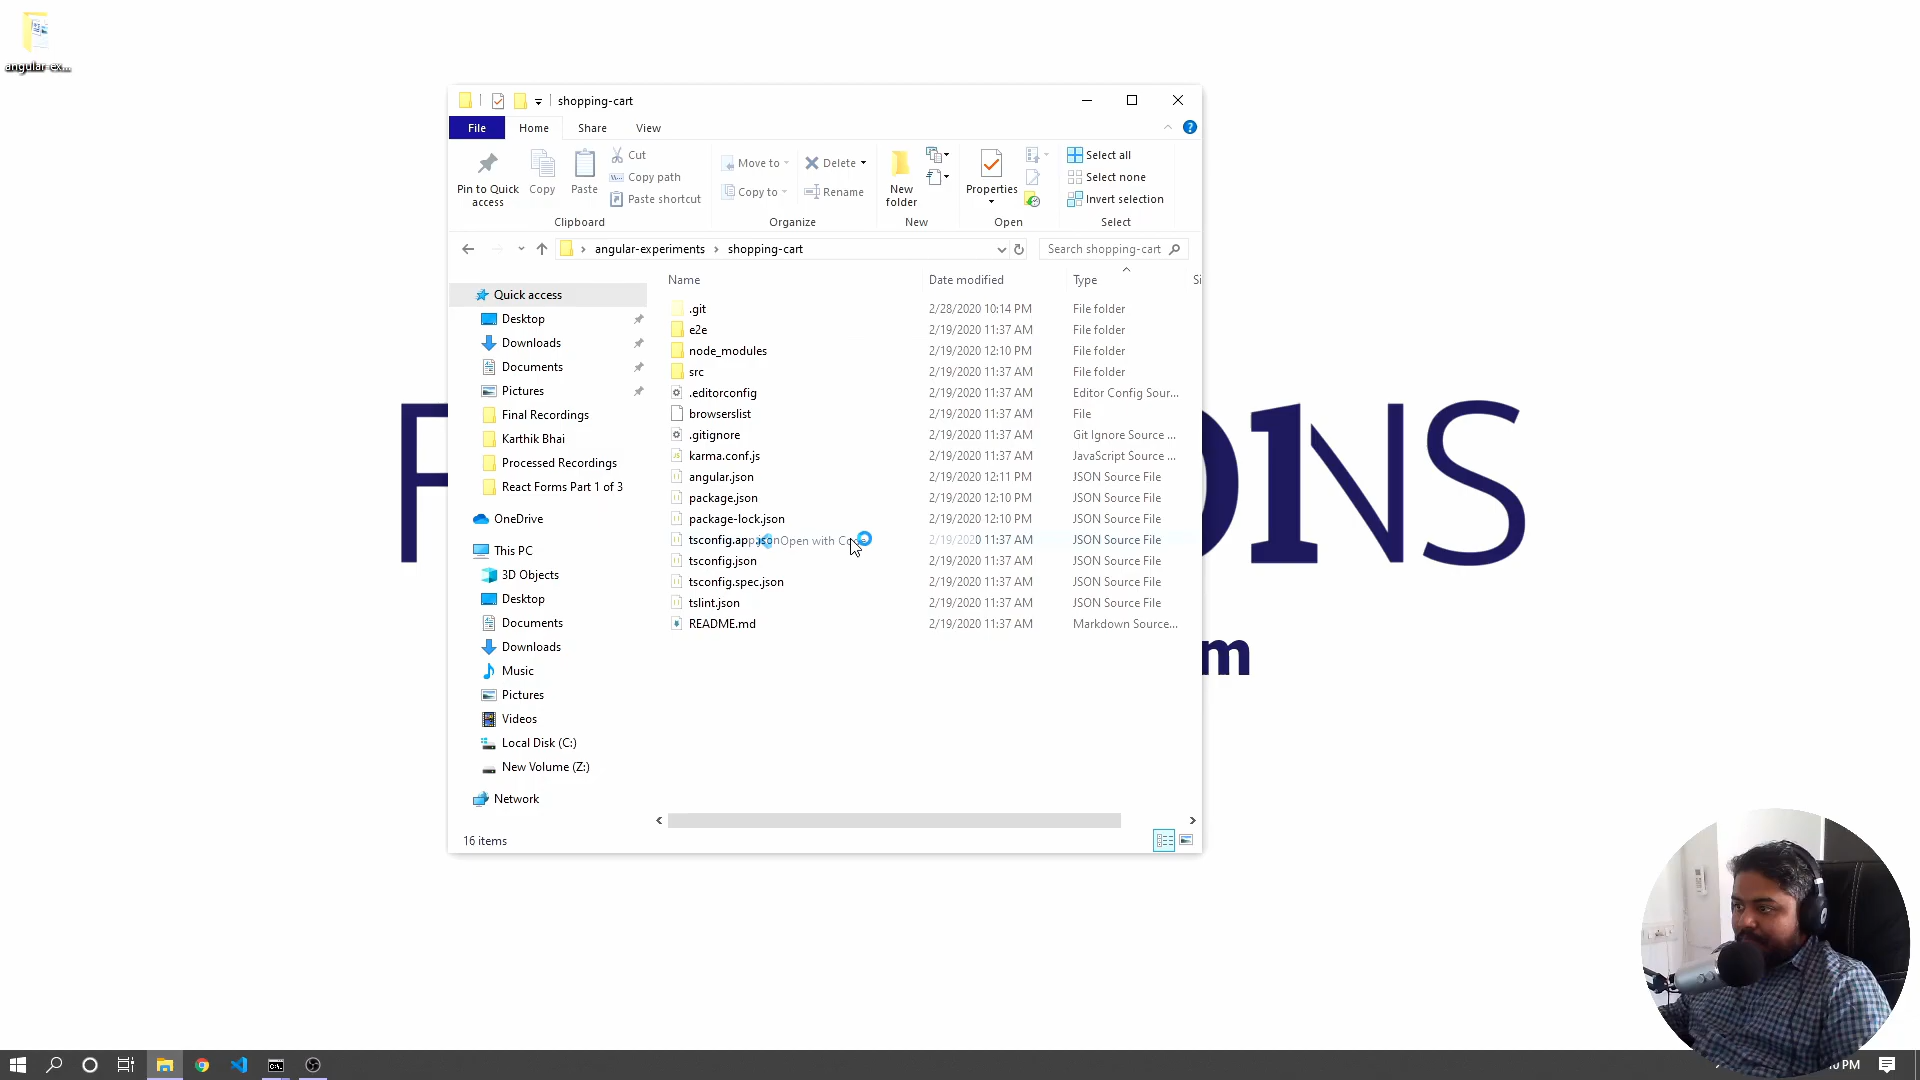 angular-ex...
shopping-cart
File Home Share View
Pin to Quick access
Copy
Paste
Cut
Copy path
Paste shortcut
Clipboard
Move to
Copy to
Delete
Rename
Organize
New folder
New
Properties
Open
Select all
Select none
Invert selection
Select
angular-experiments > shopping-cart
Search shopping-cart
Name Date modified Type Si
Quick access
Desktop
Downloads
Documents
Pictures
Final Recordings
Karthik Bhai
Processed Recordings
React Forms Part 1 of 3
OneDrive
This PC
3D Objects
Desktop
Documents
Downloads
Music
Pictures
Videos
Local Disk (C:)
New Volume (Z:)
Network
.git 2/28/2020 10:14 PM File folder
e2e 2/19/2020 11:37 AM File folder
node_modules 2/19/2020 12:10 PM File folder
src 2/19/2020 11:37 AM File folder
.editorconfig 2/19/2020 11:37 AM Editor Config Sour...
browserslist 2/19/2020 11:37 AM File
.gitignore 2/19/2020 11:37 AM Git Ignore Source ...
karma.conf.js 2/19/2020 11:37 AM JavaScript Source ...
angular.json 2/19/2020 12:11 PM JSON Source File
package.json 2/19/2020 12:10 PM JSON Source File
package-lock.json 2/19/2020 12:10 PM JSON Source File
tsconfig.app.json Open with Code 2/19/2020 11:37 AM JSON Source File
tsconfig.json 2/19/2020 11:37 AM JSON Source File
tsconfig.spec.json 2/19/2020 11:37 AM JSON Source File
tslint.json 2/19/2020 11:37 AM JSON Source File
README.md 2/19/2020 11:37 AM Markdown Source...
16 items
NS
m
PM